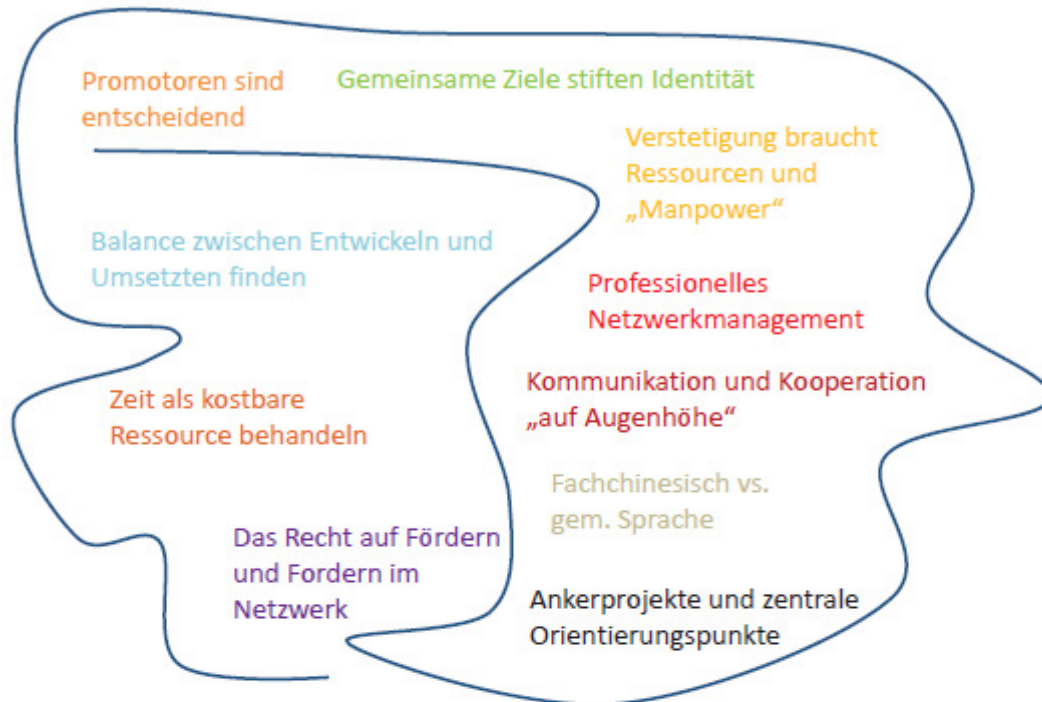 Promotoren sind
entscheidend
Gemeinsame Ziele stiften Identität
Verstetigung braucht
Ressourcen und
„Manpower“
Balance zwischen Entwickeln und
Umsetzten finden
Professionelles
Netzwerkmanagement
Kommunikation und Kooperation
„auf Augenhöhe“
Zeit als kostbare
Ressource behandeln
Fachchinesisch vs.
gem. Sprache
Das Recht auf Fördern
und Fordern im
Netzwerk
Ankerprojekte und zentrale
Orientierungspunkte